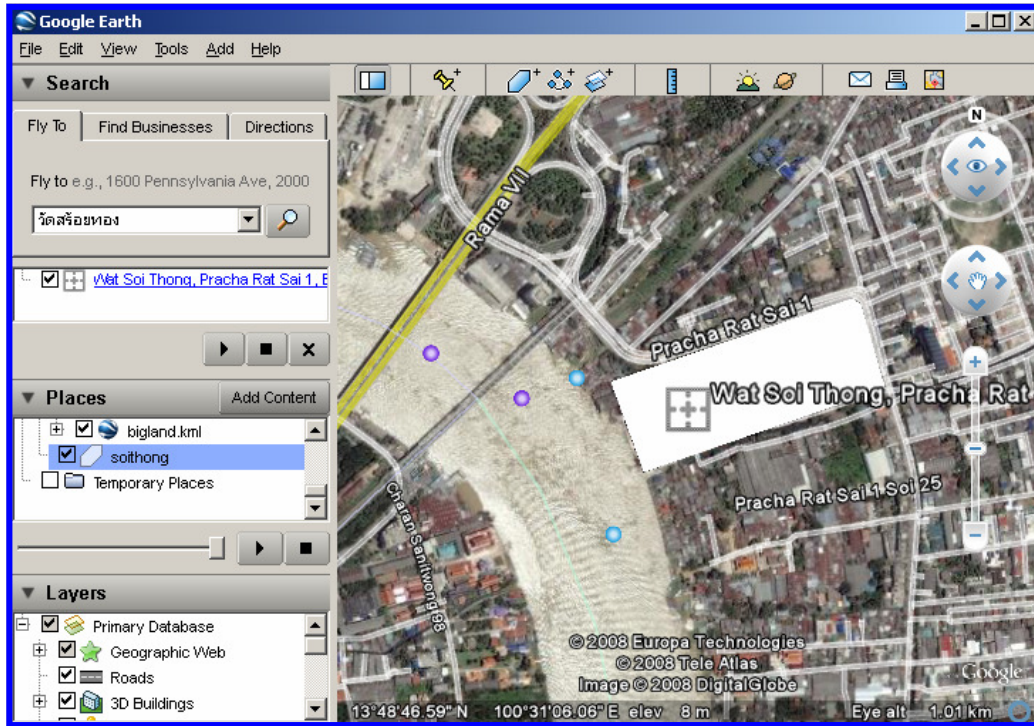 Google Earth
File Edit View Tools Add Help
Search
Fly To Find Businesses Directions
Fly to e.g., 1600 Pennsylvania Ave, 2000
วัดสร้อยทอง
Wat Soi Thong, Pracha Rat Sai 1, E
Places Add Content
bigland.kml
soithong
Temporary Places
Layers
Primary Database
Geographic Web
Roads
3D Buildings
N
Rama VII
Pracha Rat Sai 1
Wat Soi Thong, Pracha Rat
Pracha Rat Sai 1 Soi 25
Charan Sanitwong 98
© 2008 Europa Technologies
© 2008 Tele Atlas
Image © 2008 DigitalGlobe
Google
13°48'46.59" N 100°31'06.06" E elev 8 m Eye alt 1.01 km